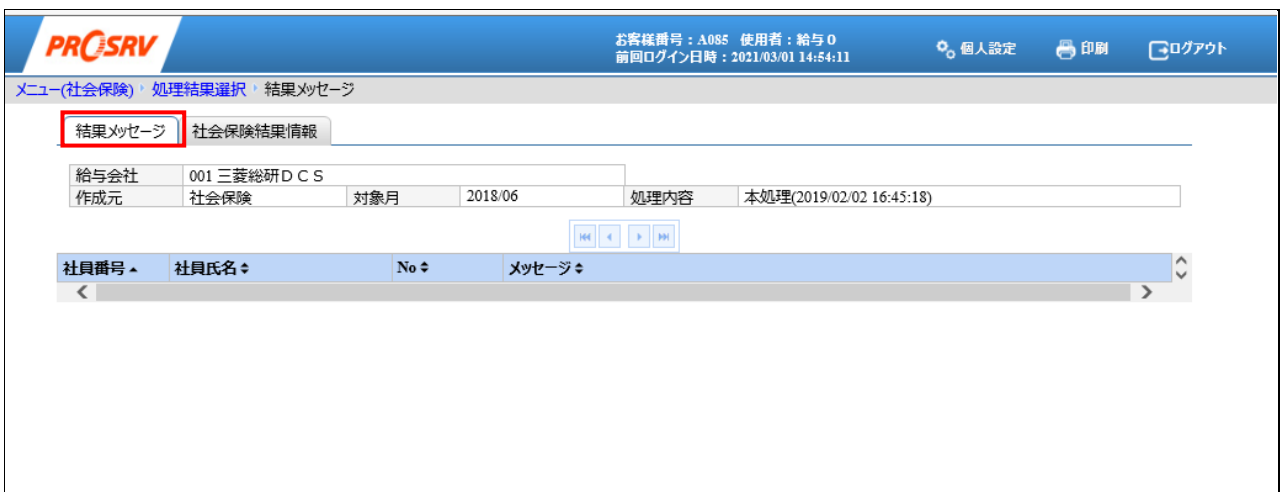 PROSRV
お客様番号：A085 使用者：給与０
前回ログイン日時：2021/03/01 14:54:11
個人設定 印刷 ログアウト
メニュー(社会保険) 処理結果選択 結果メッセージ
結果メッセージ 社会保険結果情報
給与会社 001 三菱総研ＤＣＳ
作成元 社会保険 対象月 2018/06 処理内容 本処理(2019/02/02 16:45:18)
社員番号 社員氏名 No メッセージ